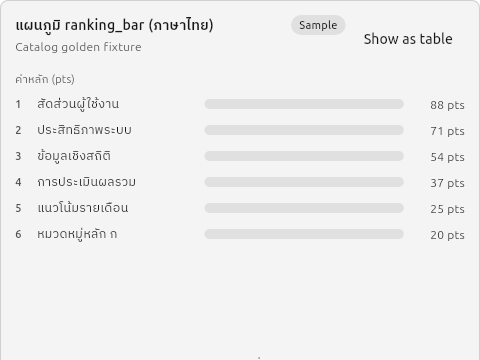 แผนภูมิ ranking_bar (ภาษาไทย)
Sample
Show as table
Catalog golden fixture
ค่าหลัก (pts)
1 สัดส่วนผู้ใช้งาน 88 pts
2 ประสิทธิภาพระบบ 71 pts
3 ข้อมูลเชิงสถิติ 54 pts
4 การประเมินผลรวม 37 pts
5 แนวโน้มรายเดือน 25 pts
6 หมวดหมู่หลัก ก 20 pts